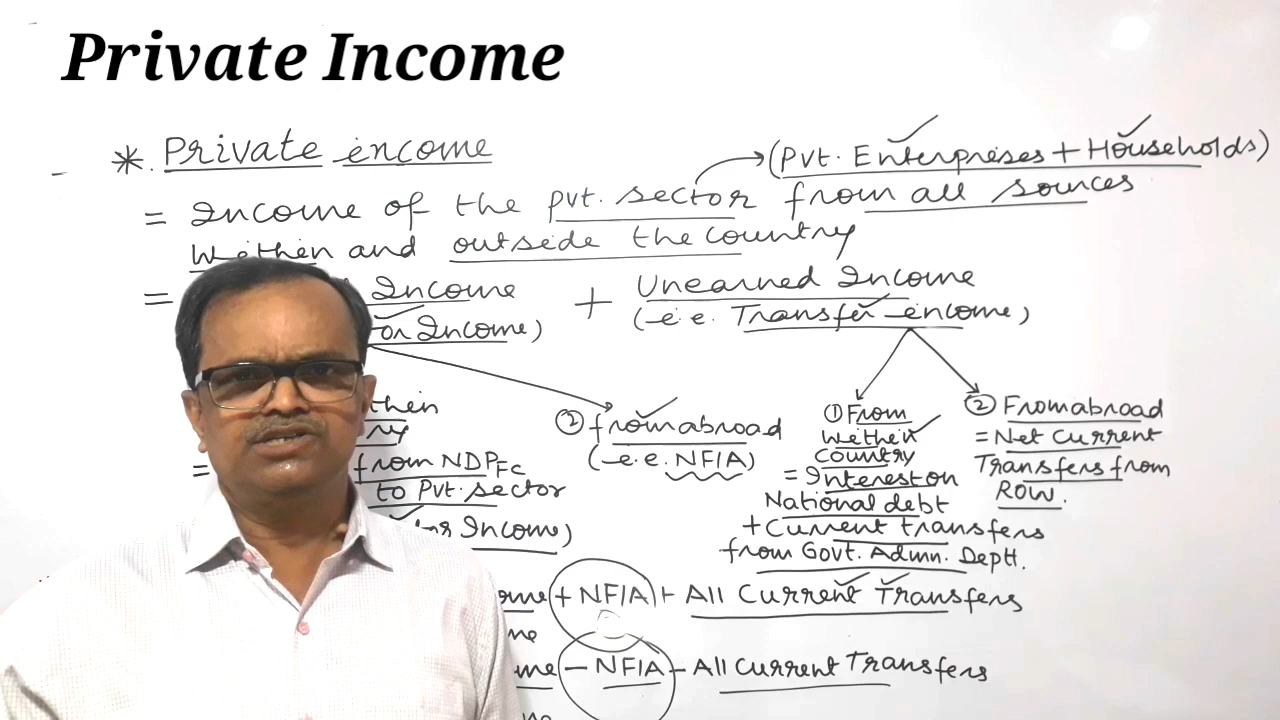 Private Income
*. Private income
(Pvt. Enterprises + Households)
= Income of the pvt. sector from all sources
Within and outside the country
= Income + Unearned Income
Income) (i.e. Transfer income)
② from abroad
(i.e. NFIA)
= from NDP FC
to Pvt. sector
Income)
① From
within
country
= Interest on
National debt
+ Current transfers
from Govt. Admn. Deptt.
② From abroad
= Net Current
Transfers from
ROW.
+ NFIA + All Current Transfers
− NFIA − All Current Transfers